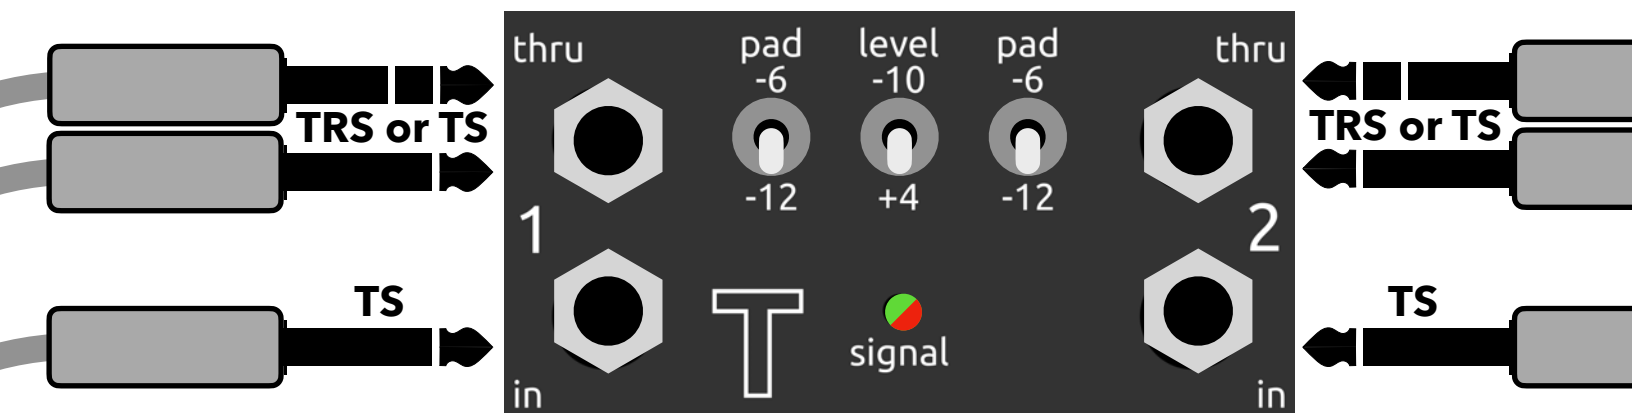 thru
pad
-6
level
-10
pad
-6
thru
TRS or TS
TRS or TS
-12
+4
-12
1
2
TS
T
TS
signal
in
in